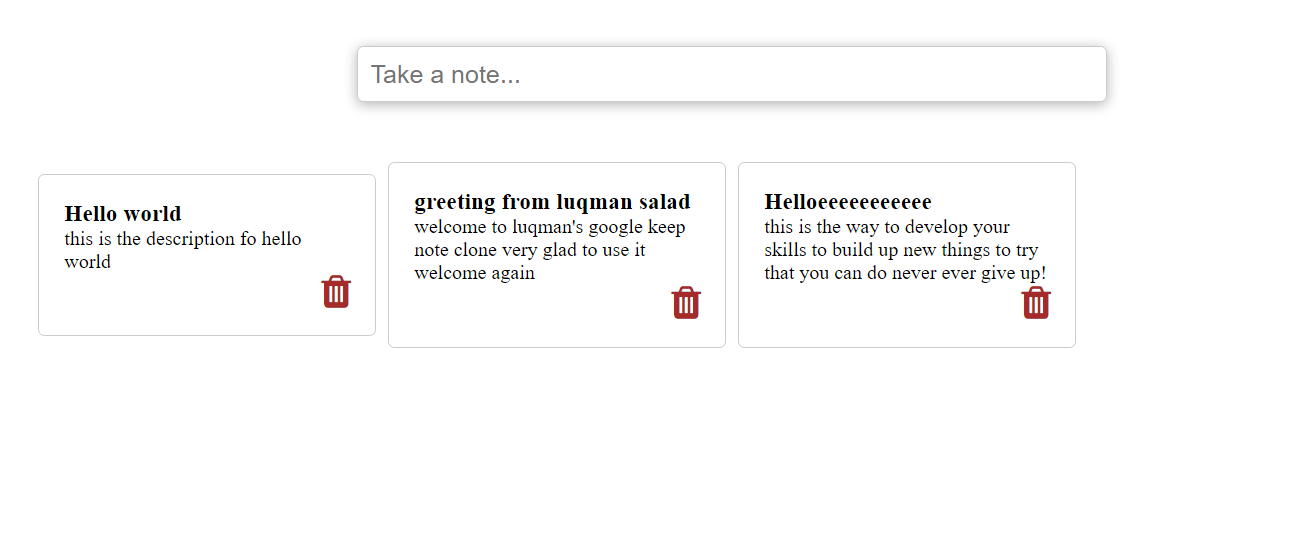 Take a note...
Hello world
this is the description fo hello
world
greeting from luqman salad
welcome to luqman's google keep
note clone very glad to use it
welcome again
Helloeeeeeeeeeee
this is the way to develop your
skills to build up new things to try
that you can do never ever give up!